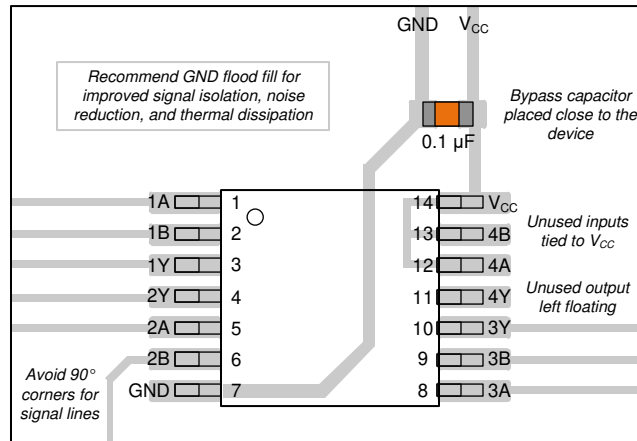 GND
VCC
Recommend GND flood fill for
improved signal isolation, noise
reduction, and thermal dissipation
Bypass capacitor
placed close to the
device
0.1 µF
1A
1
14
VCC
1B
2
13
4B
Unused inputs
tied to VCC
1Y
3
12
4A
2Y
4
11
4Y
Unused output
left floating
2A
5
10
3Y
2B
6
9
3B
Avoid 90°
corners for
signal lines
GND
7
8
3A